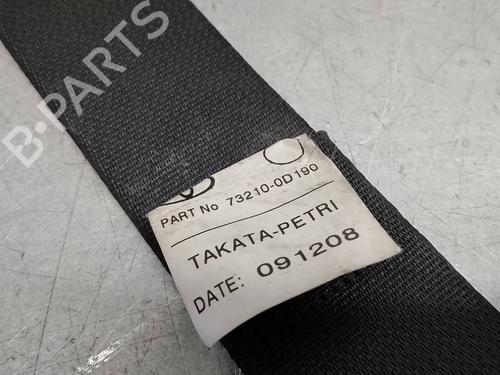 B-PARTS
PART No 73210-0D190
TAKATA-PETRI
DATE: 091208